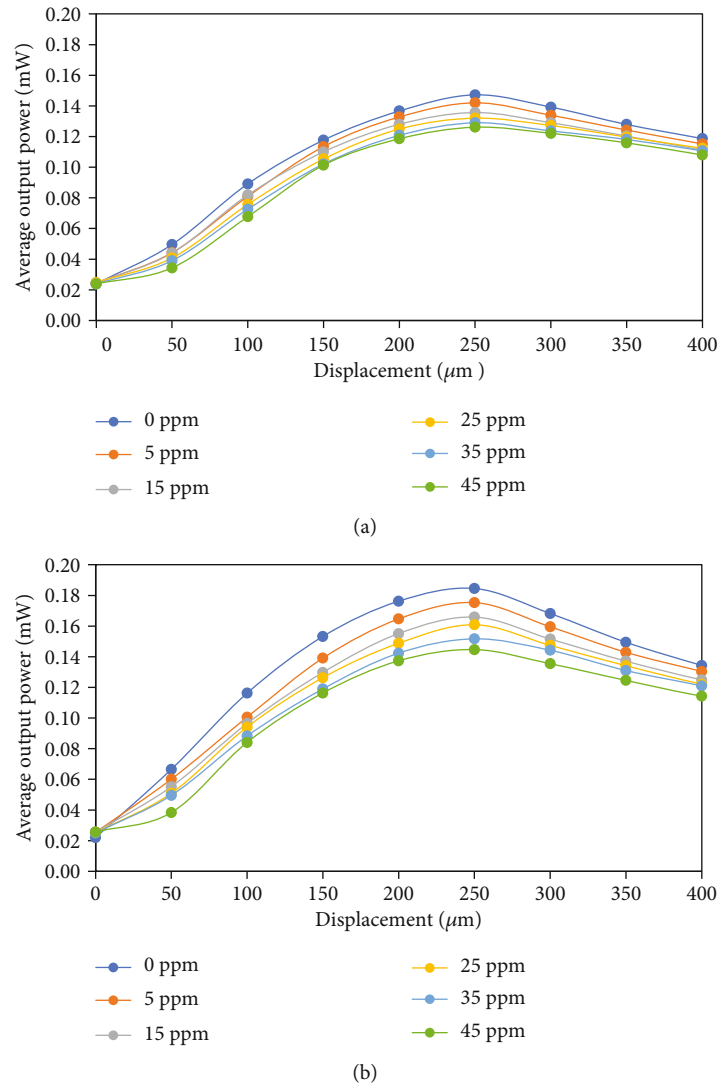 0.20
0.18
0.16
0.14
0.12
0.10
0.08
0.06
0.04
0.02
0.00
Average output power (mW)
0 50 100 150 200 250 300 350 400
Displacement (μm )
0 ppm 25 ppm
5 ppm 35 ppm
15 ppm 45 ppm
(a)
0.20
0.18
0.16
0.14
0.12
0.10
0.08
0.06
0.04
0.02
0.00
Average output power (mW)
0 50 100 150 200 250 300 350 400
Displacement (μm)
0 ppm 25 ppm
5 ppm 35 ppm
15 ppm 45 ppm
(b)